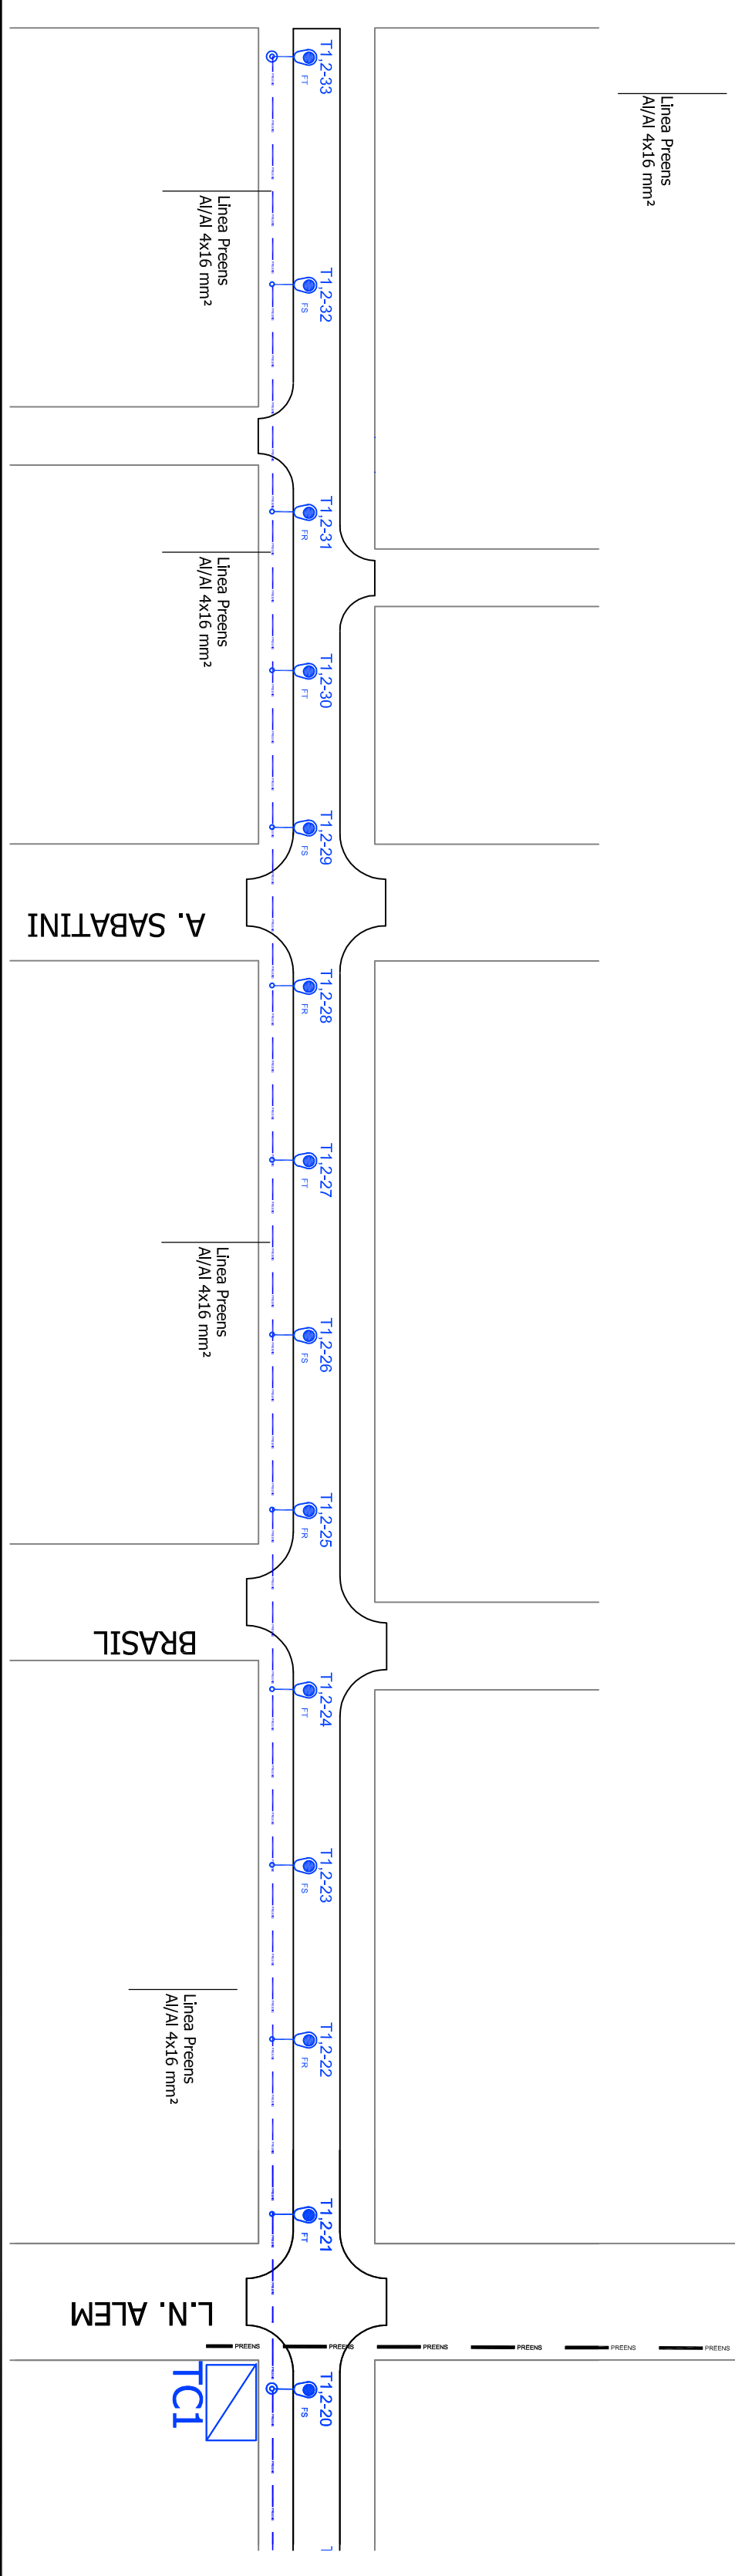 T1,2-33
FT
Linea Preens
Al/Al 4x16 mm²
Linea Preens
Al/Al 4x16 mm²
T1,2-32
FS
T1,2-31
FR
Linea Preens
Al/Al 4x16 mm²
T1,2-30
FT
T1,2-29
FS
A. SABATINI
T1,2-28
FR
T1,2-27
FT
Linea Preens
Al/Al 4x16 mm²
T1,2-26
FS
T1,2-25
FR
BRASIL
T1,2-24
FT
T1,2-23
FS
Linea Preens
Al/Al 4x16 mm²
T1,2-22
FR
T1,2-21
FT
L.N. ALEM
PREENS
PREENS
PREENS
PREENS
PREENS
PREENS
TC1
T1,2-20
FS